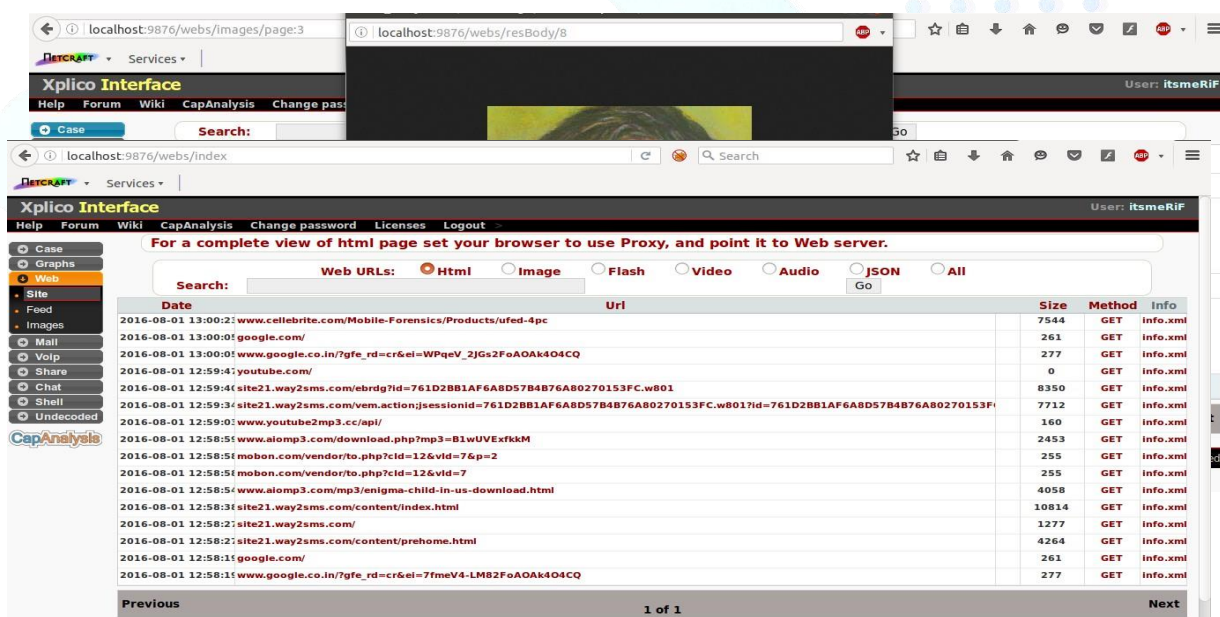 localhost:9876/webs/images/page:3
localhost:9876/webs/resBody/8
ABP
ABP
NETCRAFT Services
Xplico Interface
User: itsmeRiF
Help Forum Wiki CapAnalysis Change pas
Case
Search:
Go
localhost:9876/webs/index
Search
ABP
NETCRAFT Services
Xplico Interface
User: itsmeRiF
Help Forum Wiki CapAnalysis Change password Licenses Logout >
For a complete view of html page set your browser to use Proxy, and point it to Web server.
Case
Graphs
Web
Site
Feed
Images
Mail
Voip
Share
Chat
Shell
Undecoded
CapAnalysis
Web URLs: Html Image Flash Video Audio JSON All
Search: Go
Date Url Size Method Info
2016-08-01 13:00:2 www.cellebrite.com/Mobile-Forensics/Products/ufed-4pc 7544 GET info.xml
2016-08-01 13:00:0 google.com/ 261 GET info.xml
2016-08-01 13:00:0 www.google.co.in/?gfe_rd=cr&ei=WPqeV_2JGs2FoAOAk4O4CQ 277 GET info.xml
2016-08-01 12:59:4 youtube.com/ 0 GET info.xml
2016-08-01 12:59:4 site21.way2sms.com/ebrdg?id=761D2BB1AF6A8D57B4B76A80270153FC.w801 8350 GET info.xml
2016-08-01 12:59:3 site21.way2sms.com/vem.action;jsessionid=761D2BB1AF6A8D57B4B76A80270153FC.w801?id=761D2BB1AF6A8D57B4B76A80270153F 7712 GET info.xml
2016-08-01 12:59:0 www.youtube2mp3.cc/api/ 160 GET info.xml
2016-08-01 12:58:5 www.aiomp3.com/download.php?mp3=B1wUVExfkkM 2453 GET info.xml
2016-08-01 12:58:5 mobon.com/vendor/to.php?cId=12&vId=7&p=2 255 GET info.xml
2016-08-01 12:58:5 mobon.com/vendor/to.php?cId=12&vId=7 255 GET info.xml
2016-08-01 12:58:5 www.aiomp3.com/mp3/enigma-child-in-us-download.html 4058 GET info.xml
2016-08-01 12:58:3 site21.way2sms.com/content/index.html 10814 GET info.xml
2016-08-01 12:58:2 site21.way2sms.com/ 1277 GET info.xml
2016-08-01 12:58:2 site21.way2sms.com/content/prehome.html 4264 GET info.xml
2016-08-01 12:58:1 google.com/ 261 GET info.xml
2016-08-01 12:58:1 www.google.co.in/?gfe_rd=cr&ei=7fmeV4-LM82FoAOAk4O4CQ 277 GET info.xml
Previous 1 of 1 Next